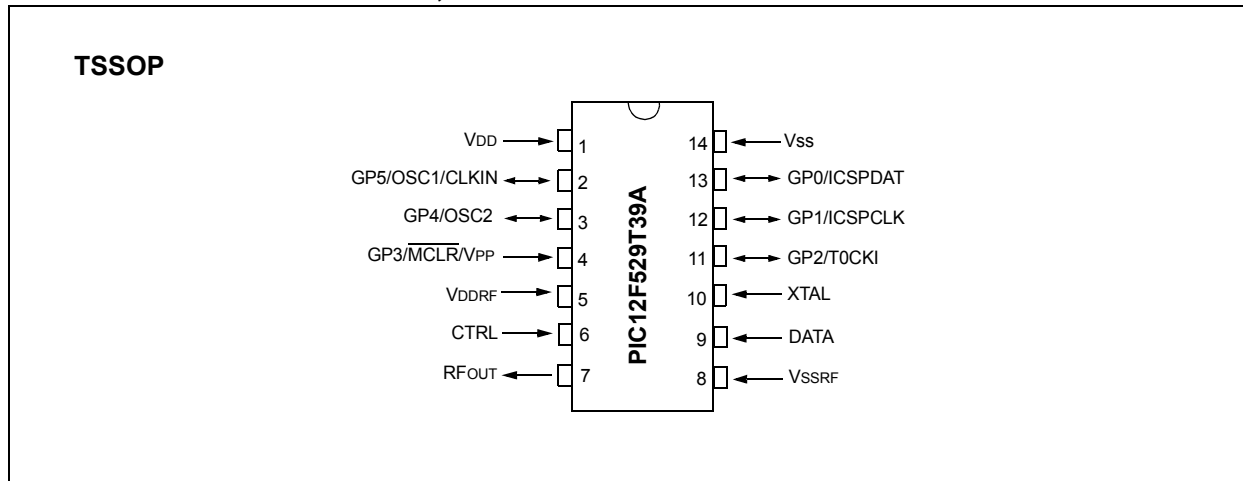 TSSOP
VDD 1
GP5/OSC1/CLKIN 2
GP4/OSC2 3
GP3/MCLR/VPP 4
VDDRF 5
CTRL 6
RFOUT 7
PIC12F529T39A
14 Vss
13 GP0/ICSPDAT
12 GP1/ICSPCLK
11 GP2/T0CKI
10 XTAL
9 DATA
8 VSSRF